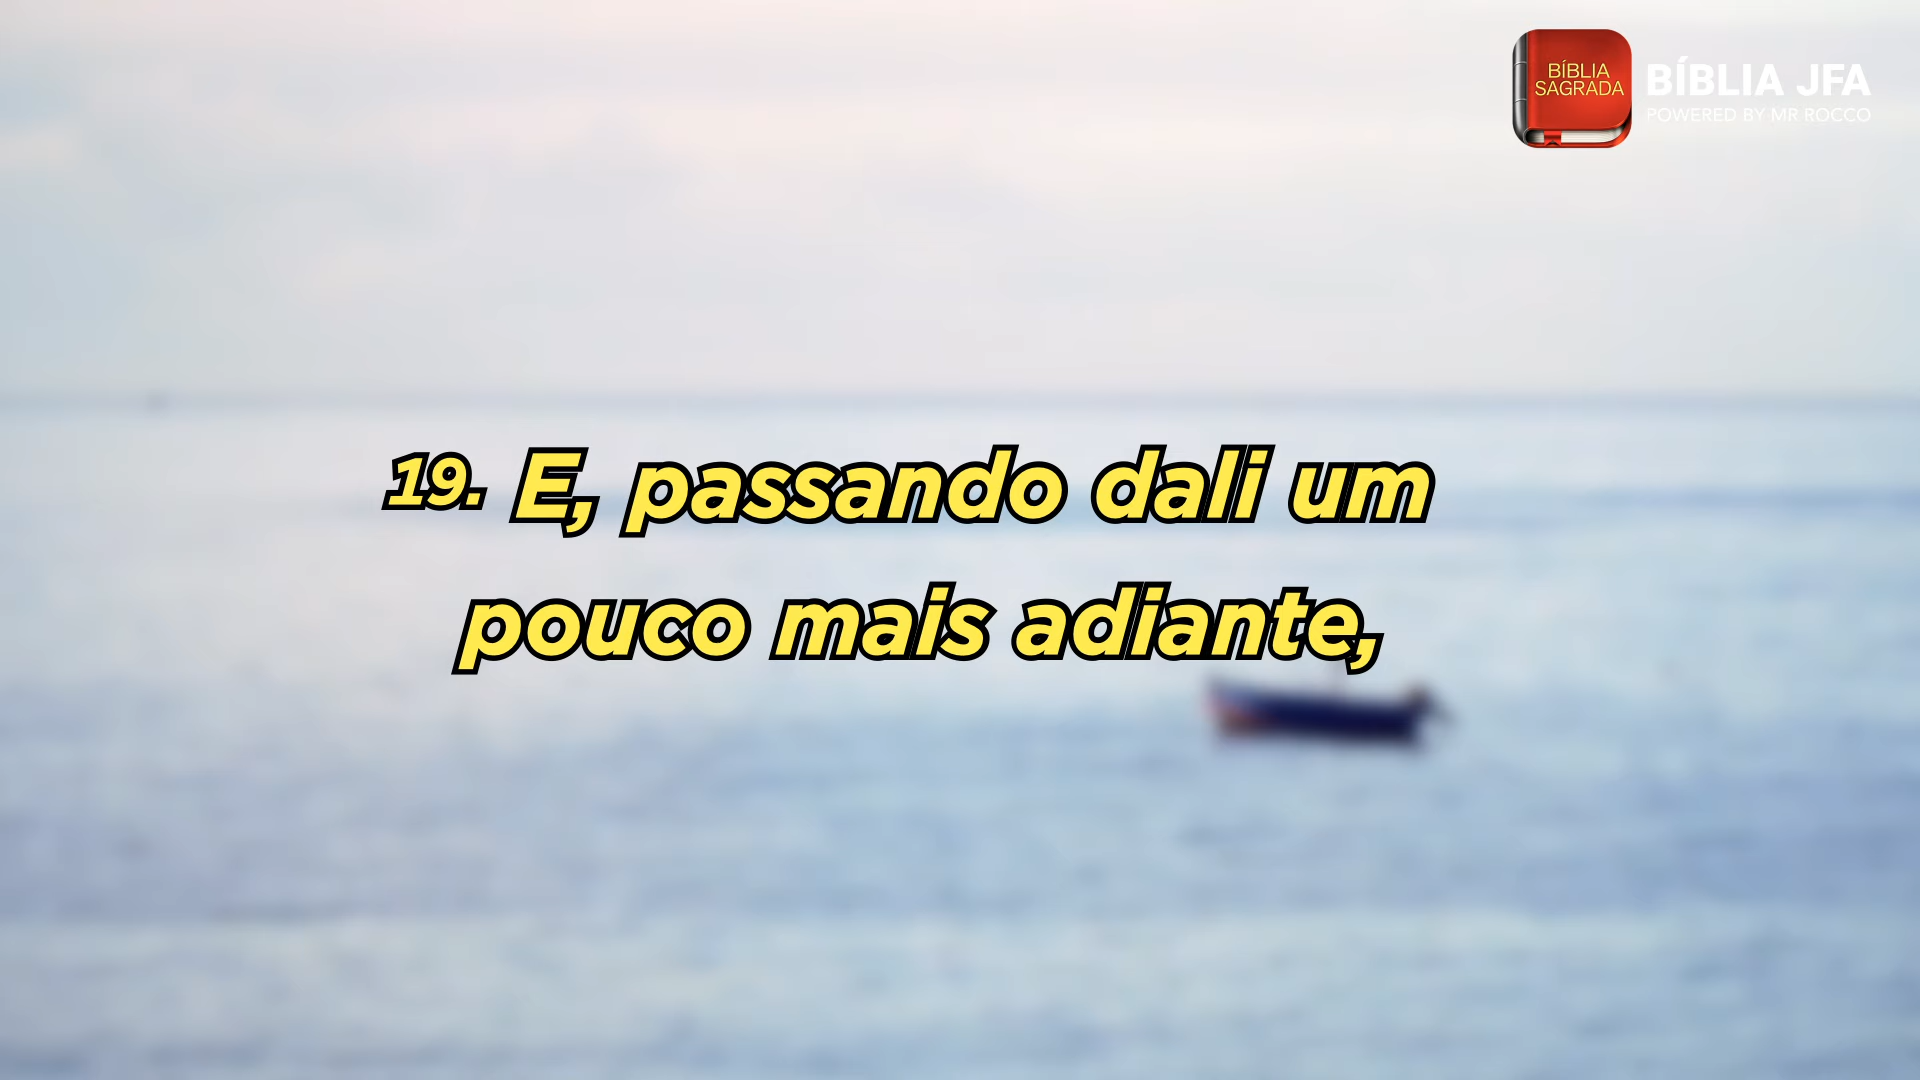 BÍBLIA
SAGRADA
BÍBLIA JFA
POWERED BY MR ROCCO
19. E, passando dali um
pouco mais adiante,